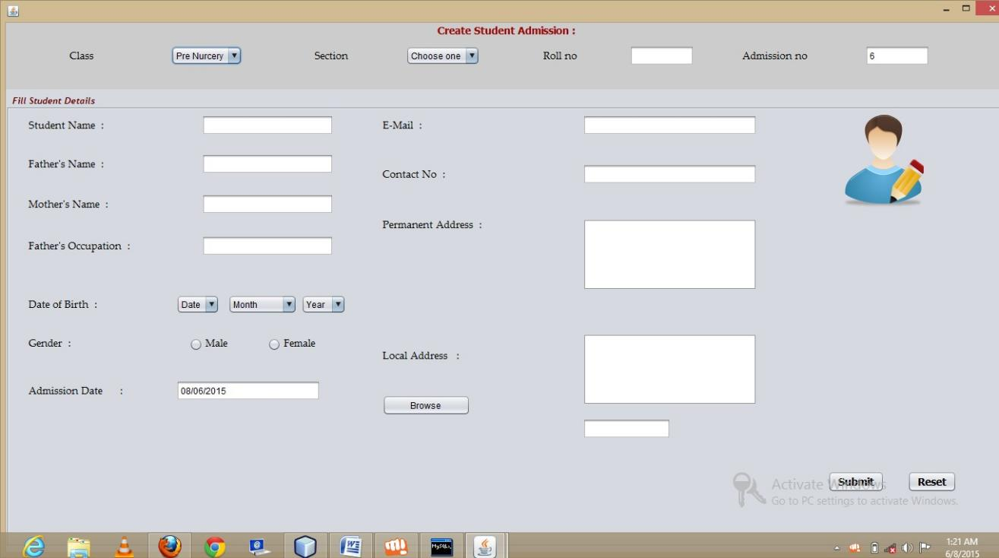 Create Student Admission :
Class Pre Nurcery Section Choose one Roll no Admission no 6
Fill Student Details
Student Name :
E-Mail :
Father's Name :
Contact No :
Mother's Name :
Permanent Address :
Father's Occupation :
Date of Birth : Date Month Year
Gender : Male Female
Local Address :
Admission Date : 08/06/2015
Browse
Activate Windows
Submit Reset
Go to PC settings to activate Windows.
MySQL
1:21 AM
6/8/2015